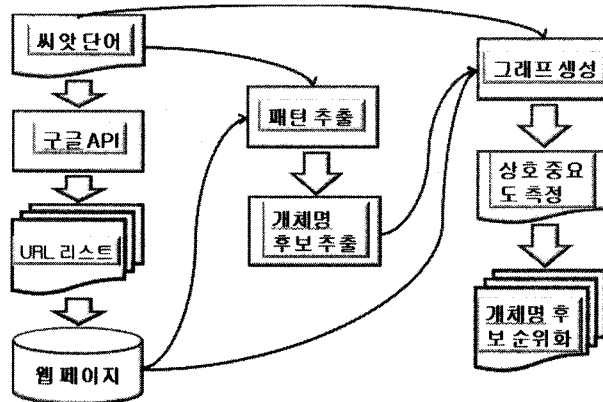 씨앗 단어
구글 API
URL 리스트
웹 페이지
패턴 추출
개체명
후보 추출
그래프 생성
상호 중요
도 측정
개체명 후
보 순위화